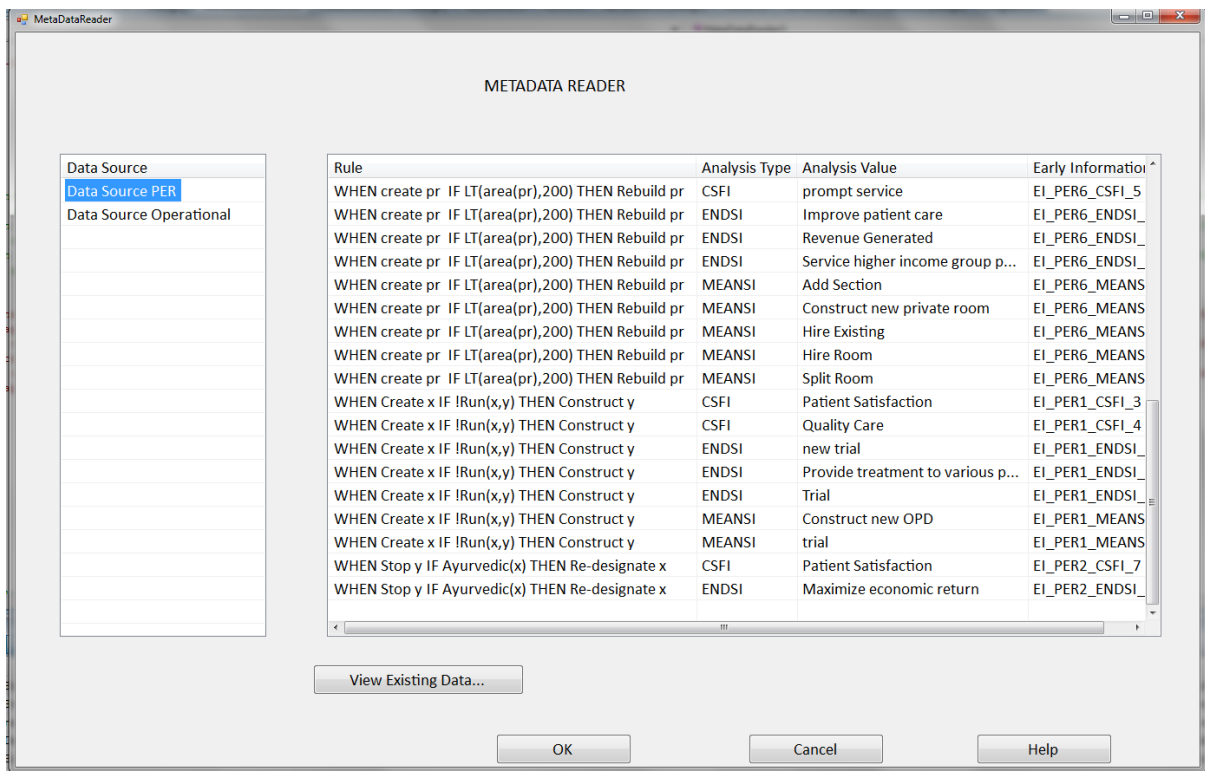 MetaDataReader
METADATA READER
Data Source
Data Source PER
Data Source Operational
Rule Analysis Type Analysis Value Early Information
WHEN create pr IF LT(area(pr),200) THEN Rebuild pr CSFI prompt service EI_PER6_CSFI_5
WHEN create pr IF LT(area(pr),200) THEN Rebuild pr ENDSI Improve patient care EI_PER6_ENDSI_
WHEN create pr IF LT(area(pr),200) THEN Rebuild pr ENDSI Revenue Generated EI_PER6_ENDSI_
WHEN create pr IF LT(area(pr),200) THEN Rebuild pr ENDSI Service higher income group p... EI_PER6_ENDSI_
WHEN create pr IF LT(area(pr),200) THEN Rebuild pr MEANSI Add Section EI_PER6_MEANS
WHEN create pr IF LT(area(pr),200) THEN Rebuild pr MEANSI Construct new private room EI_PER6_MEANS
WHEN create pr IF LT(area(pr),200) THEN Rebuild pr MEANSI Hire Existing EI_PER6_MEANS
WHEN create pr IF LT(area(pr),200) THEN Rebuild pr MEANSI Hire Room EI_PER6_MEANS
WHEN create pr IF LT(area(pr),200) THEN Rebuild pr MEANSI Split Room EI_PER6_MEANS
WHEN Create x IF !Run(x,y) THEN Construct y CSFI Patient Satisfaction EI_PER1_CSFI_3
WHEN Create x IF !Run(x,y) THEN Construct y CSFI Quality Care EI_PER1_CSFI_4
WHEN Create x IF !Run(x,y) THEN Construct y ENDSI new trial EI_PER1_ENDSI_
WHEN Create x IF !Run(x,y) THEN Construct y ENDSI Provide treatment to various p... EI_PER1_ENDSI_
WHEN Create x IF !Run(x,y) THEN Construct y ENDSI Trial EI_PER1_ENDSI_
WHEN Create x IF !Run(x,y) THEN Construct y MEANSI Construct new OPD EI_PER1_MEANS
WHEN Create x IF !Run(x,y) THEN Construct y MEANSI trial EI_PER1_MEANS
WHEN Stop y IF Ayurvedic(x) THEN Re-designate x CSFI Patient Satisfaction EI_PER2_CSFI_7
WHEN Stop y IF Ayurvedic(x) THEN Re-designate x ENDSI Maximize economic return EI_PER2_ENDSI_
View Existing Data...
OK Cancel Help